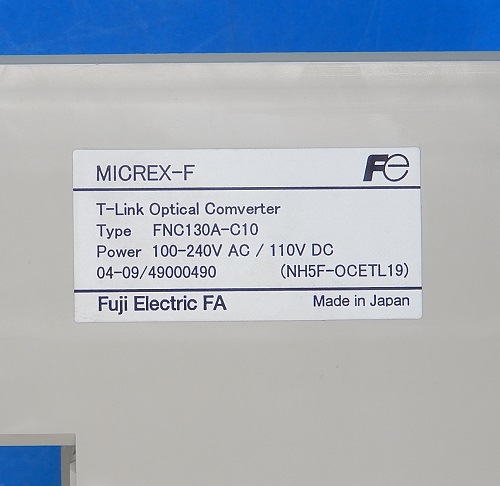 MICREX-F Fe
T-Link Optical Comverter
Type FNC130A-C10
Power 100-240V AC / 110V DC
04-09/49000490 (NH5F-OCETL19)
Fuji Electric FA Made in Japan